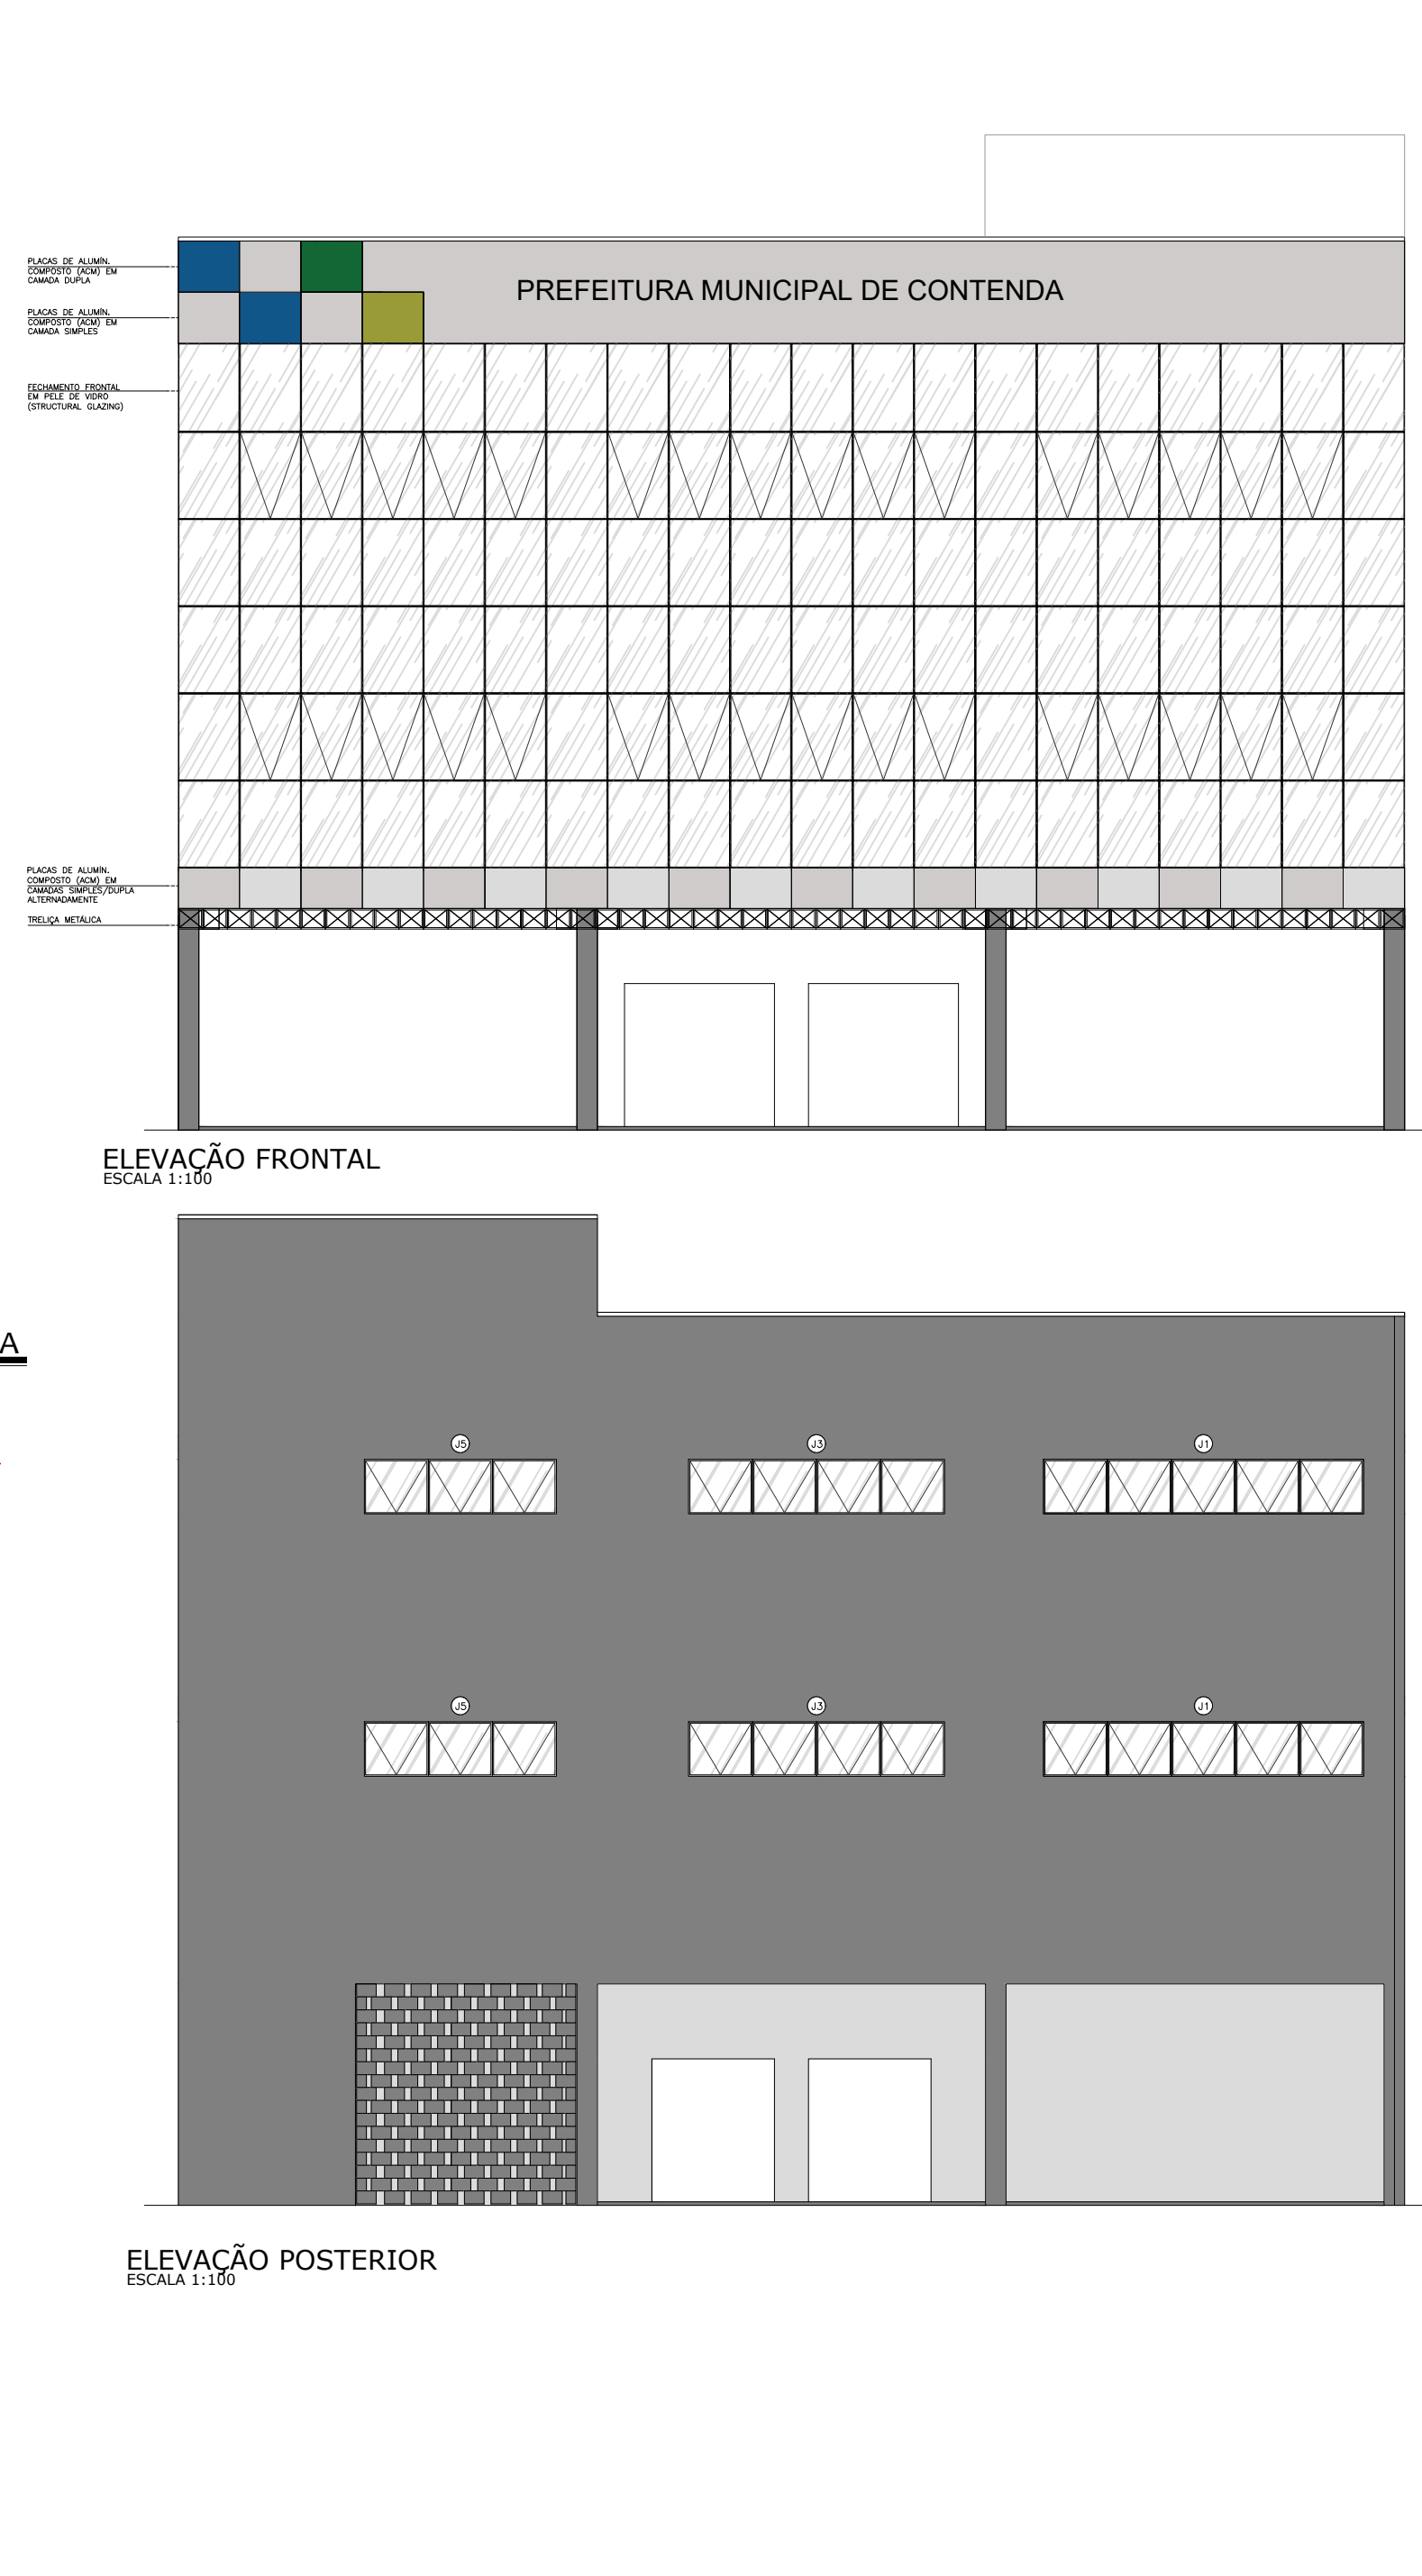 PLACAS DE ALUMÍN.
COMPOSTO (ACM) EM
CAMADA DUPLA
PREFEITURA MUNICIPAL DE CONTENDA
PLACAS DE ALUMÍN.
COMPOSTO (ACM) EM
CAMADA SIMPLES
FECHAMENTO FRONTAL
EM PELE DE VIDRO
(STRUCTURAL GLAZING)
PLACAS DE ALUMÍN.
COMPOSTO (ACM) EM
CAMADAS SIMPLES/DUPLA
ALTERNADAMENTE
TRELIÇA METÁLICA
ELEVAÇÃO FRONTAL
ESCALA 1:100
A
J5 J3 J1
J5 J3 J1
ELEVAÇÃO POSTERIOR
ESCALA 1:100